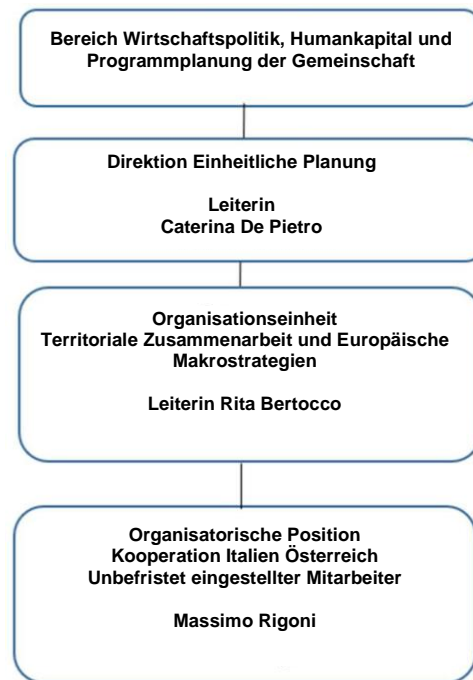 Bereich Wirtschaftspolitik, Humankapital und
Programmplanung der Gemeinschaft
Direktion Einheitliche Planung
Leiterin
Caterina De Pietro
Organisationseinheit
Territoriale Zusammenarbeit und Europäische
Makrostrategien
Leiterin Rita Bertocco
Organisatorische Position
Kooperation Italien Österreich
Unbefristet eingestellter Mitarbeiter
Massimo Rigoni